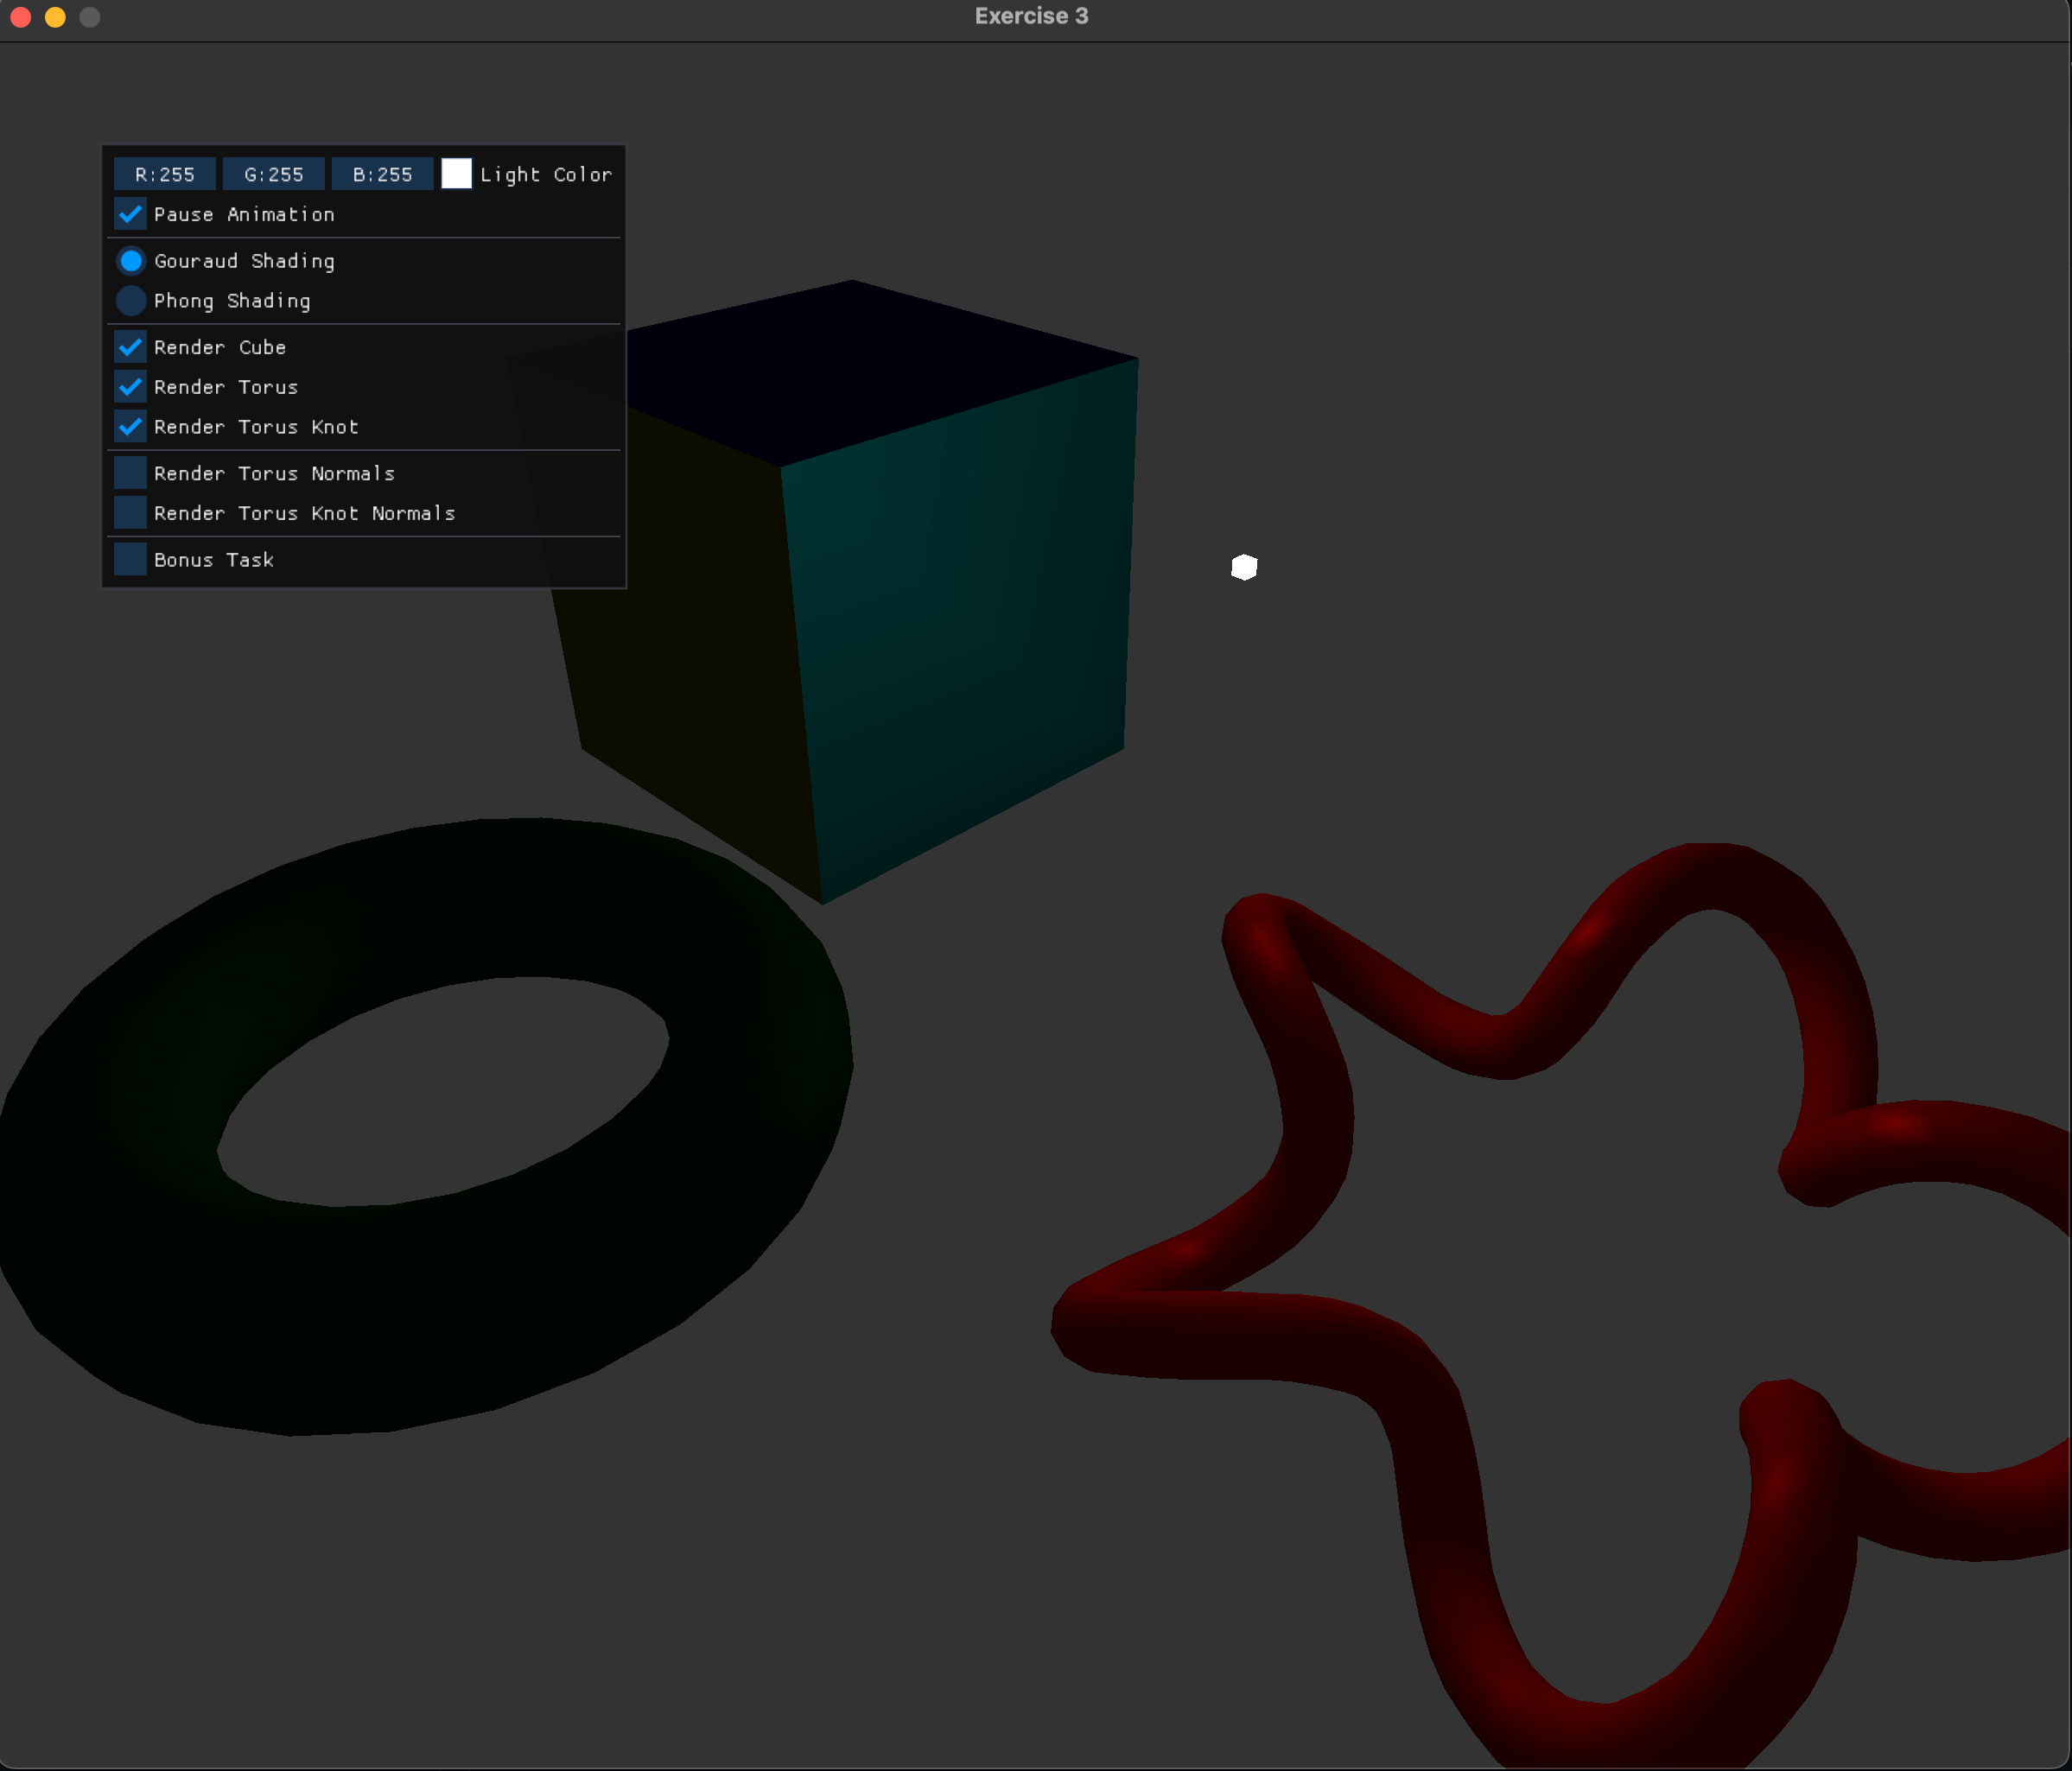 Exercise 3
R:255 G:255 B:255 Light Color
Pause Animation
Gouraud Shading
Phong Shading
Render Cube
Render Torus
Render Torus Knot
Render Torus Normals
Render Torus Knot Normals
Bonus Task